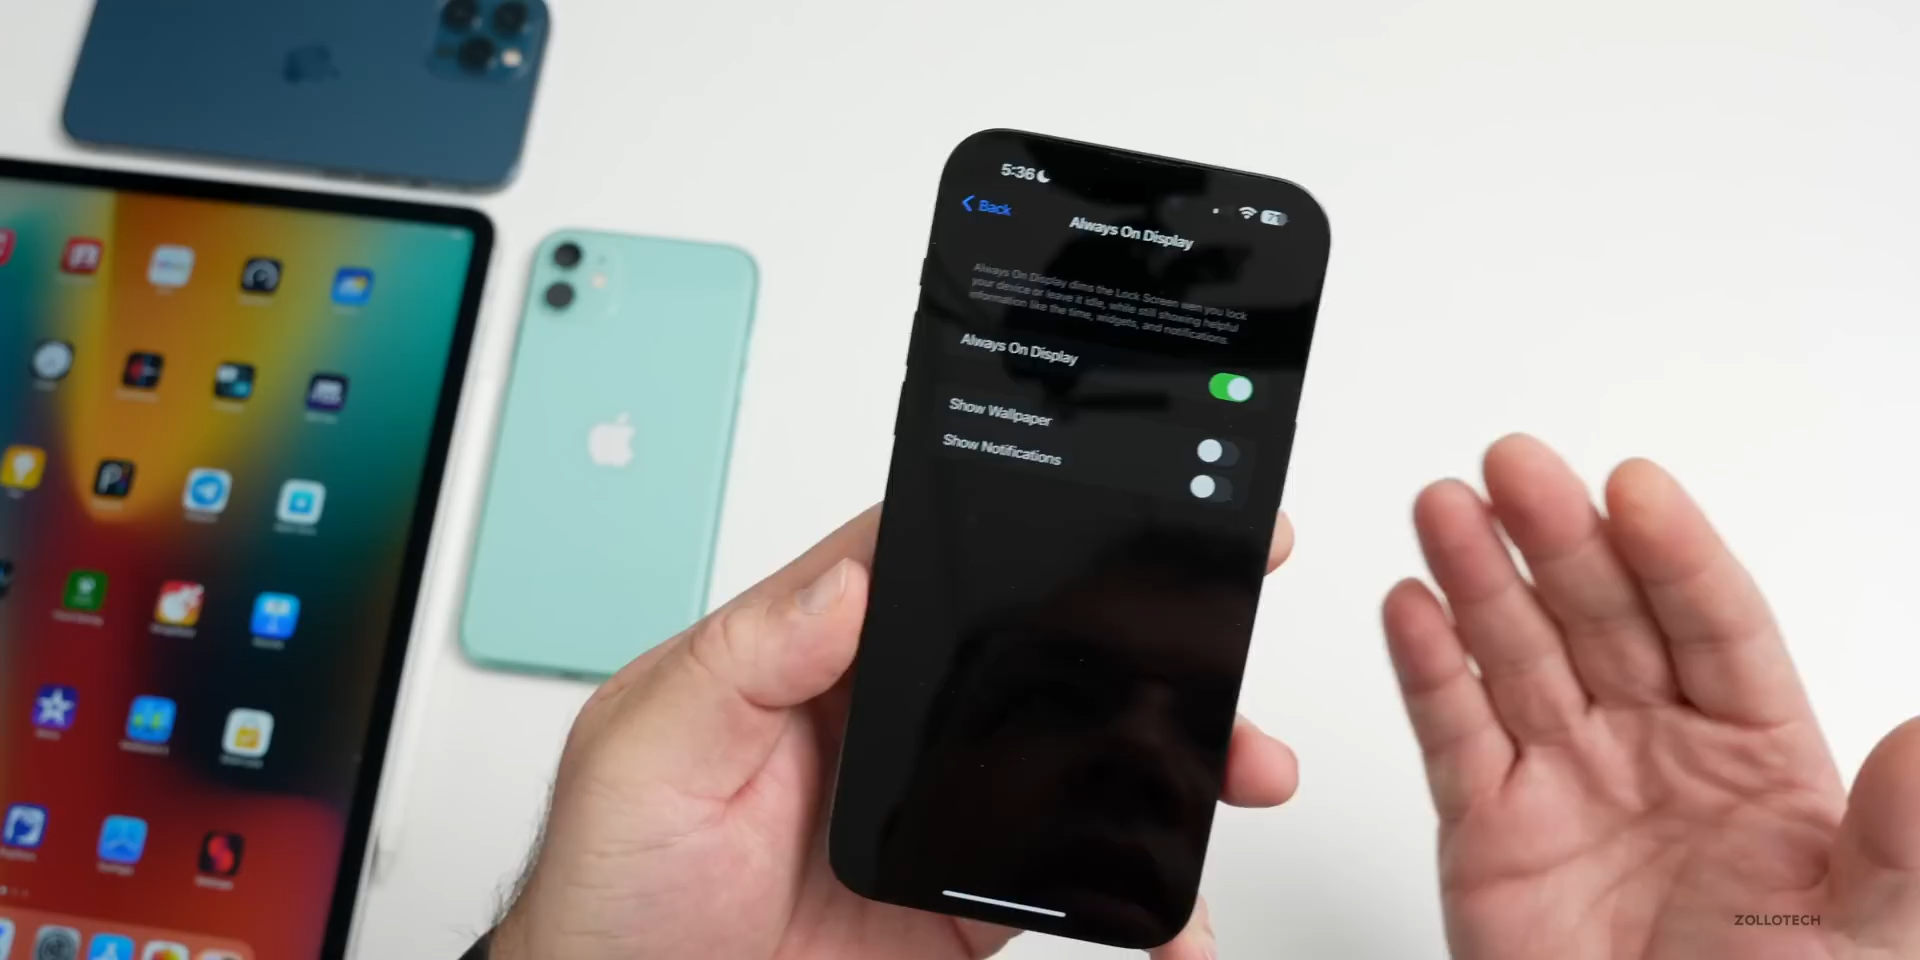 5:36
71
Back
Always On Display
Always On Display dims the Lock Screen wen you lock
your device or leave it idle, while still showing helpful
information like the time, widgets, and notifications.
Always On Display
Show Wallpaper
Show Notifications
ZOLLOTECH